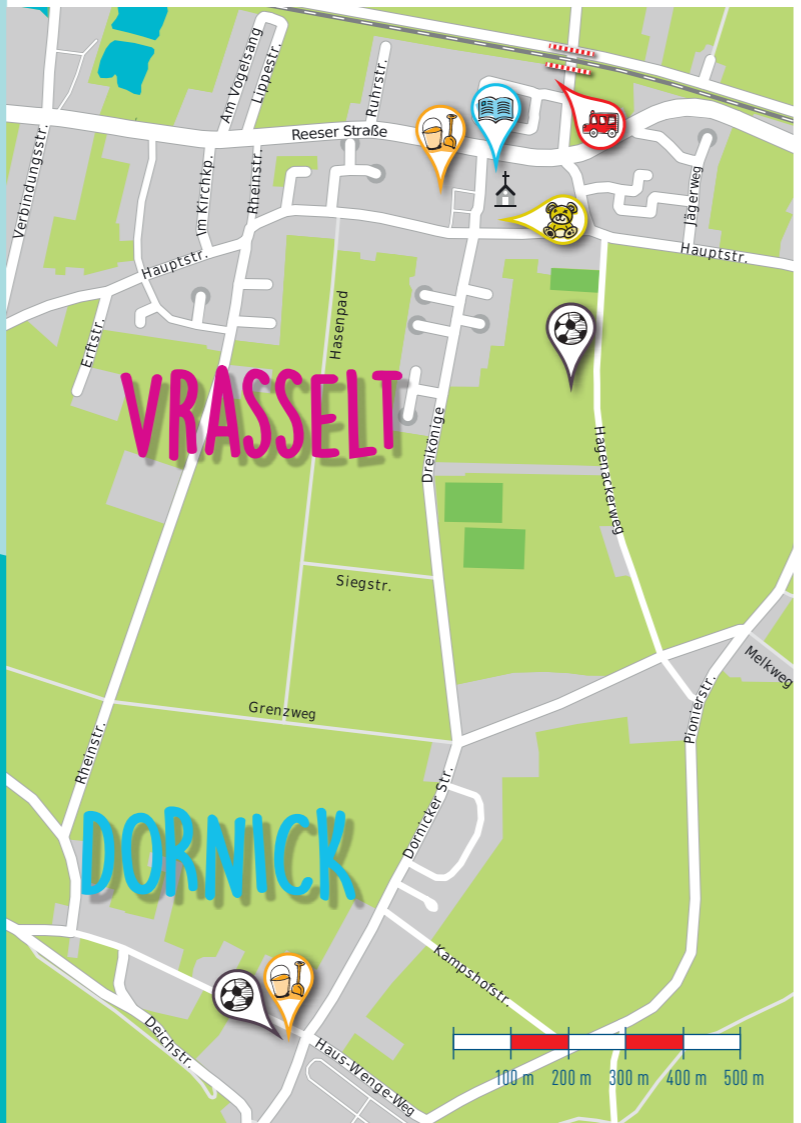 Am Vogelsang
Lippestr.
Ruhrstr.
Reeser Straße
Verbindungsstr.
Im Kirchkp.
Rheinstr.
Jägerweg
Hauptstr.
Hauptstr.
Erftstr.
Hasenpad
VRASSELT
Dreikönige
Hagenackerweg
Siegstr.
Melkweg
Grenzweg
Pionierstr.
Rheinstr.
DORNICK
Dornicker Str.
Kampshofstr.
Deichstr.
Haus-Wenge-Weg
100 m 200 m 300 m 400 m 500 m